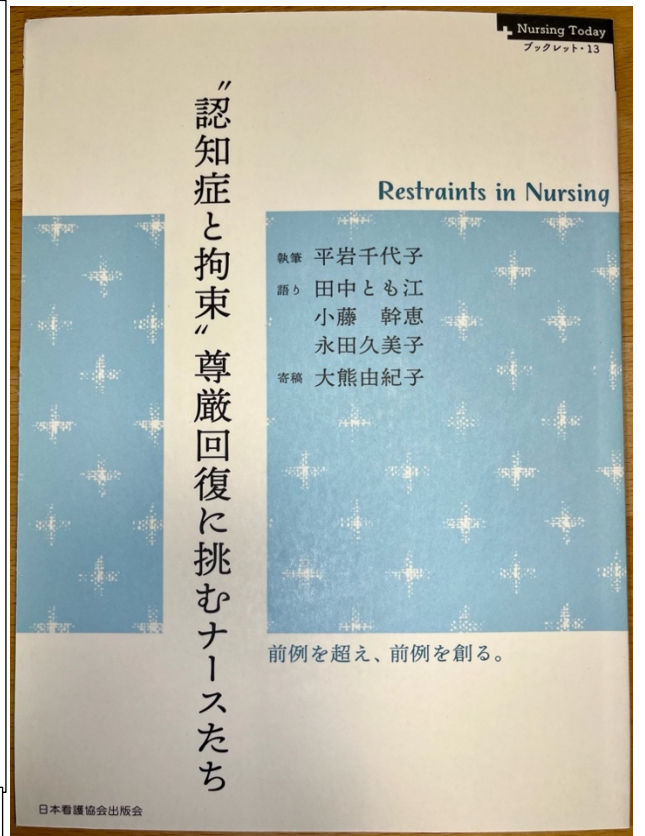 Nursing Today
ブックレット・13
"認知症と拘束" 尊厳回復に挑むナースたち
Restraints in Nursing
執筆 平岩千代子
語り 田中とも江
小藤 幹恵
永田久美子
寄稿 大熊由紀子
前例を超え、前例を創る。
日本看護協会出版会